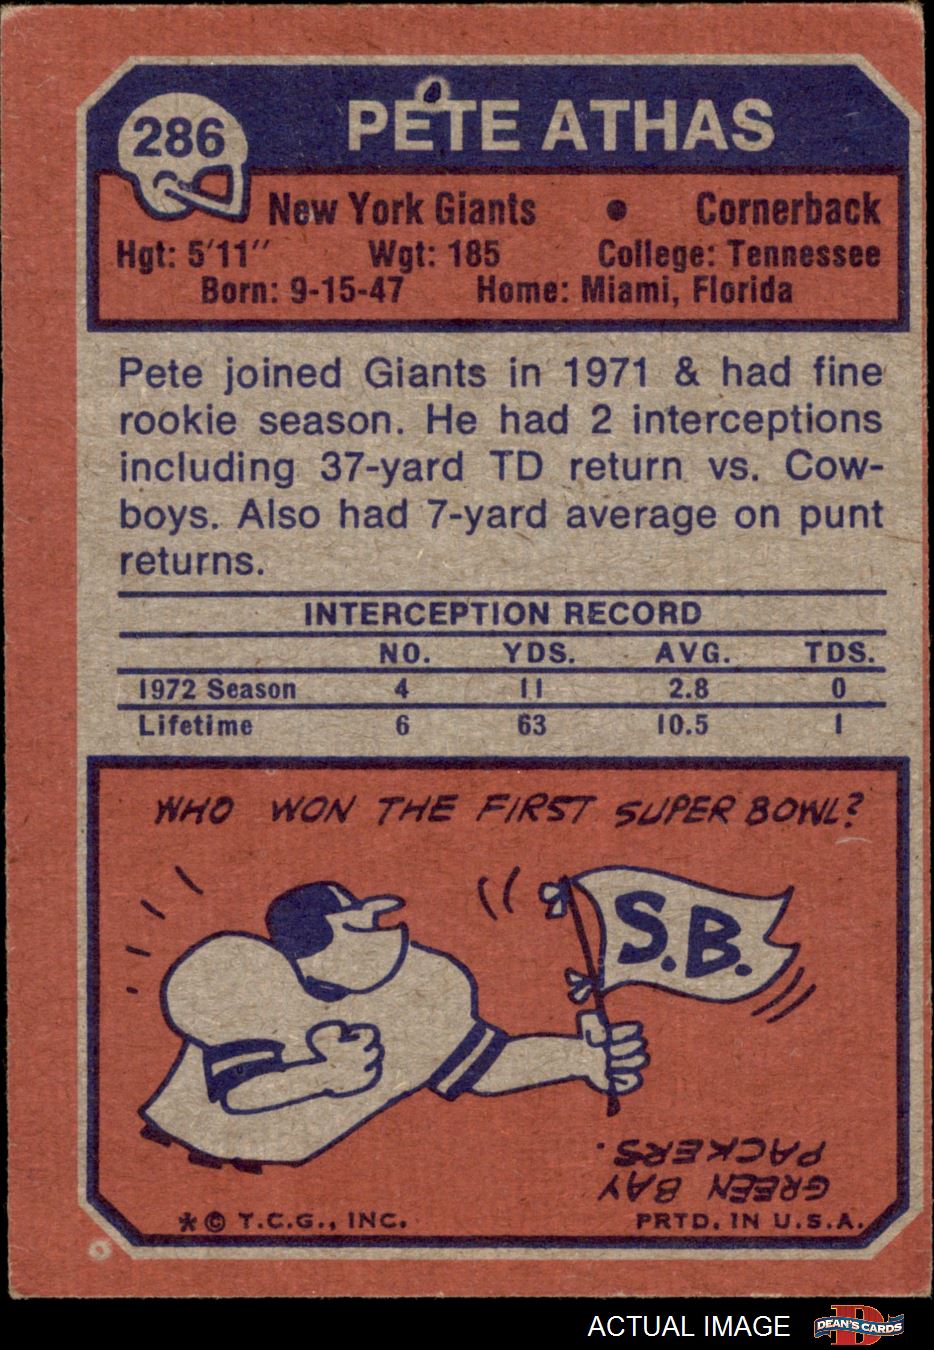 286
PETE ATHAS
New York Giants • Cornerback
Hgt: 5'11" Wgt: 185 College: Tennessee
Born: 9-15-47 Home: Miami, Florida
Pete joined Giants in 1971 & had fine
rookie season. He had 2 interceptions
including 37-yard TD return vs. Cow-
boys. Also had 7-yard average on punt
returns.
INTERCEPTION RECORD
NO. YDS. AVG. TDS.
1972 Season 4 11 2.8 0
Lifetime 6 63 10.5 1
WHO WON THE FIRST SUPER BOWL?
S.B.
GREEN BAY
PACKERS.
* © T.C.G., INC. PRTD. IN U.S.A.
ACTUAL IMAGE
DEAN'S CARDS